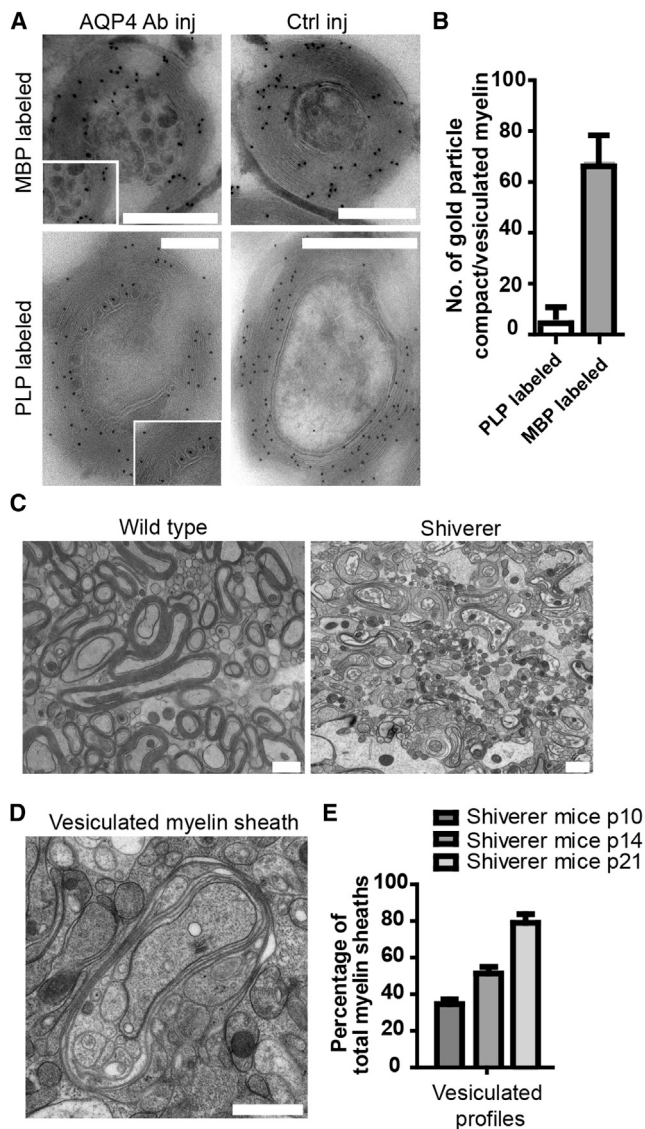 A
AQP4 Ab inj
Ctrl inj
MBP labeled
PLP labeled
B
No. of gold particle
compact/vesiculated myelin
100
80
60
40
20
0
PLP labeled
MBP labeled
C
Wild type
Shiverer
D
Vesiculated myelin sheath
E
Shiverer mice p10
Shiverer mice p14
Shiverer mice p21
Percentage of
total myelin sheaths
100
80
60
40
20
0
Vesiculated
profiles